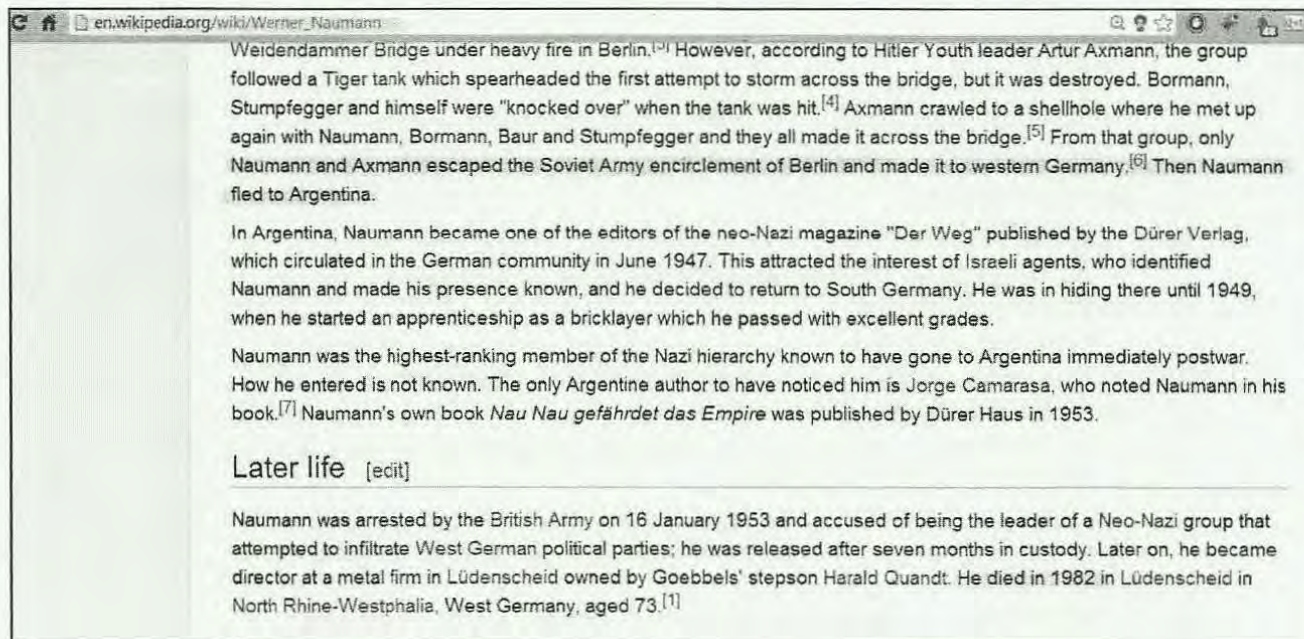 en.wikipedia.org/wiki/Werner_Naumann
Weidendammer Bridge under heavy fire in Berlin.[3] However, according to Hitler Youth leader Artur Axmann, the group
followed a Tiger tank which spearheaded the first attempt to storm across the bridge, but it was destroyed. Bormann,
Stumpfegger and himself were "knocked over" when the tank was hit.[4] Axmann crawled to a shellhole where he met up
again with Naumann, Bormann, Baur and Stumpfegger and they all made it across the bridge.[5] From that group, only
Naumann and Axmann escaped the Soviet Army encirclement of Berlin and made it to western Germany.[6] Then Naumann
fled to Argentina.
In Argentina, Naumann became one of the editors of the neo-Nazi magazine "Der Weg" published by the Dürer Verlag,
which circulated in the German community in June 1947. This attracted the interest of Israeli agents, who identified
Naumann and made his presence known, and he decided to return to South Germany. He was in hiding there until 1949,
when he started an apprenticeship as a bricklayer which he passed with excellent grades.
Naumann was the highest-ranking member of the Nazi hierarchy known to have gone to Argentina immediately postwar.
How he entered is not known. The only Argentine author to have noticed him is Jorge Camarasa, who noted Naumann in his
book.[7] Naumann's own book Nau Nau gefährdet das Empire was published by Dürer Haus in 1953.
Later life [edit]
Naumann was arrested by the British Army on 16 January 1953 and accused of being the leader of a Neo-Nazi group that
attempted to infiltrate West German political parties; he was released after seven months in custody. Later on, he became
director at a metal firm in Lüdenscheid owned by Goebbels' stepson Harald Quandt. He died in 1982 in Lüdenscheid in
North Rhine-Westphalia, West Germany, aged 73.[1]